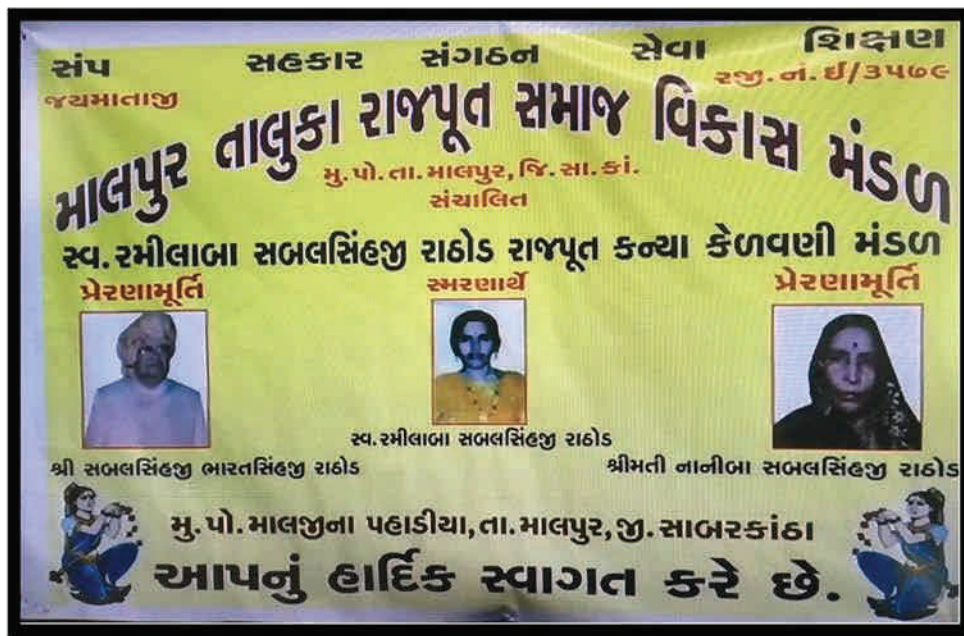 સંપ સહકાર સંગઠન સેવા શિક્ષણ
જયમાતાજી રજી.નં.ઈ/૩૫૭૯
માલપુર તાલુકા રાજપૂત સમાજ વિકાસ મંડળ
મુ.પો.તા.માલપુર,જિ.સા.કાં.
સંચાલિત
સ્વ.રમીલાબા સબલસિંહજી રાઠોડ રાજપૂત કન્યા કેળવણી મંડળ
પ્રેરણામૂર્તિ સ્મરણાર્થે પ્રેરણામૂર્તિ
સ્વ.રમીલાબા સબલસિંહજી રાઠોડ
શ્રી સબલસિંહજી ભારતસિંહજી રાઠોડ શ્રીમતી નાનીબા સબલસિંહજી રાઠોડ
મુ.પો.માલજીના પહાડીયા,તા.માલપુર,જી.સાબરકાંઠા
આપનું હાર્દિક સ્વાગત કરે છે.